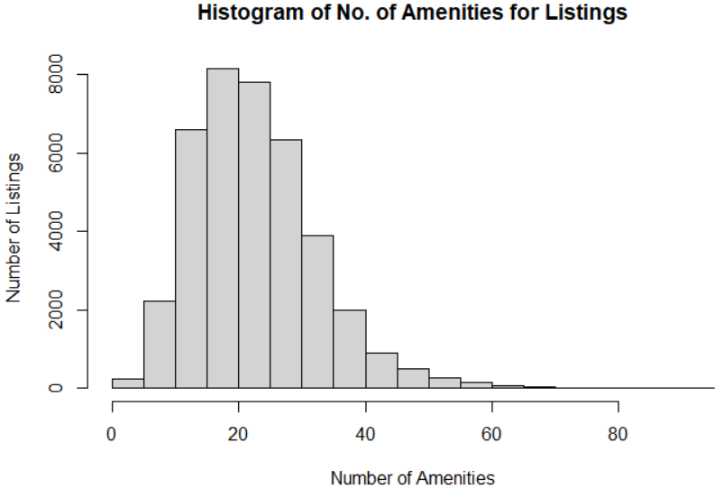 Histogram of No. of Amenities for Listings
Number of Listings
8000
6000
4000
2000
0
0 20 40 60 80
Number of Amenities